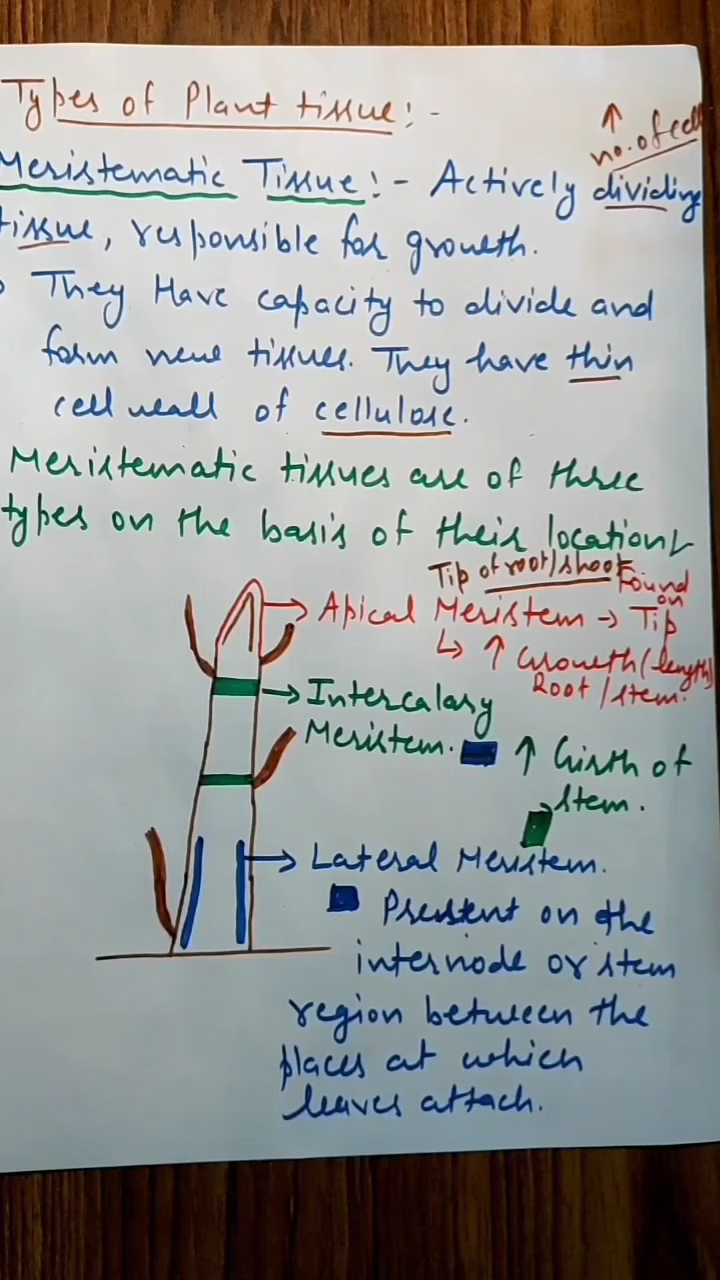 Types of Plant tissue:-
↑
no. of cell
Meristematic Tissue:- Actively dividing
tissue, responsible for growth.
They Have capacity to divide and
form new tissues. They have thin
cell wall of cellulose.
Meristematic tissues are of three
types on the basis of their location
Tip of root/shoot
→ Apical Meristem → Found on Tip
↳ ↑ Growth (length)
Root/stem.
→ Intercalary
Meristem. ↑ Girth of
stem.
→ Lateral Meristem.
Present on the
internode or stem
region between the
places at which
leaves attach.